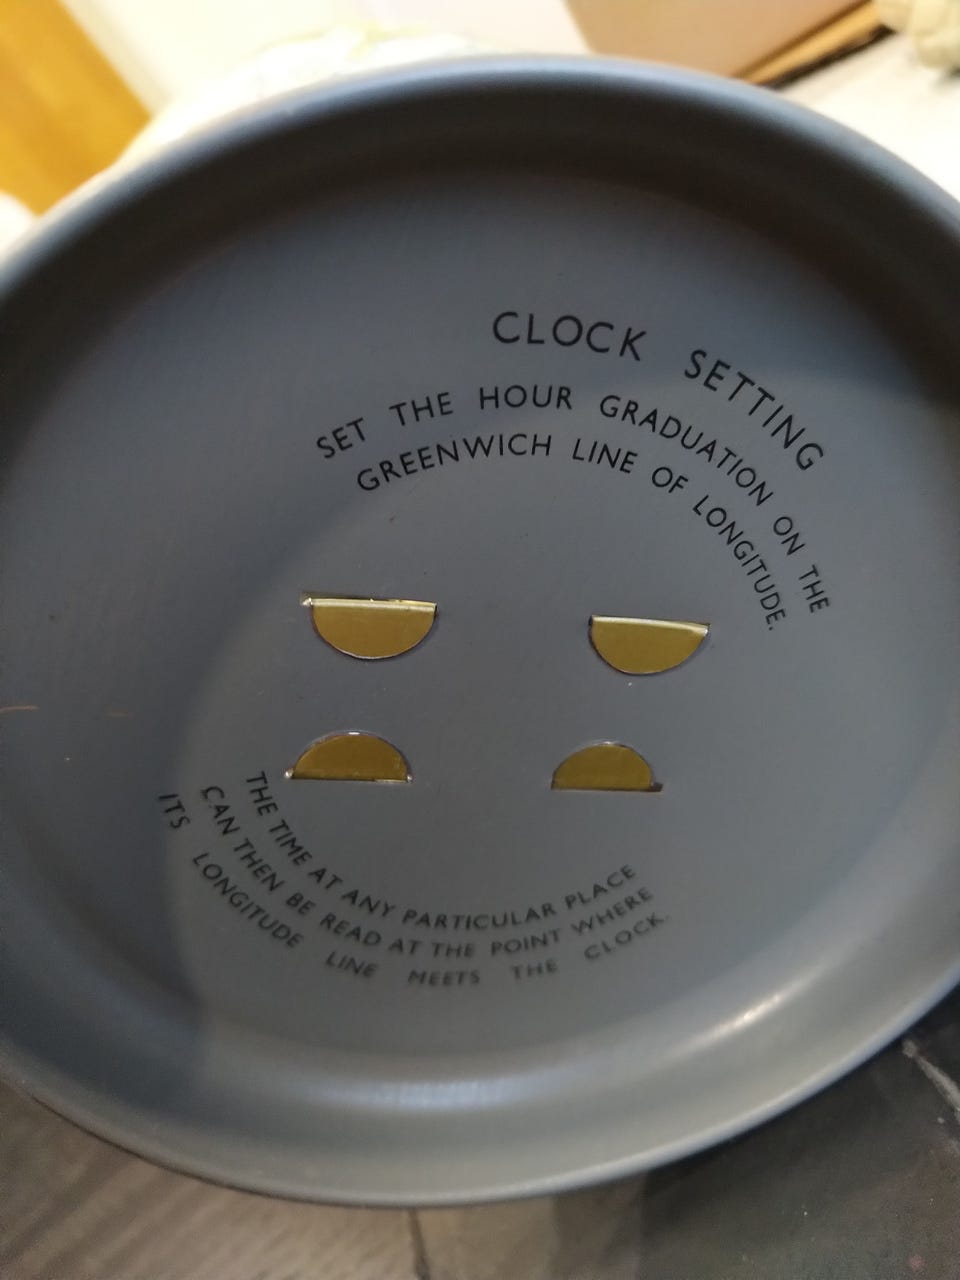 CLOCK SETTING
SET THE HOUR GRADUATION ON THE
GREENWICH LINE OF LONGITUDE.
THE TIME AT ANY PARTICULAR PLACE
CAN THEN BE READ AT THE POINT WHERE
ITS LONGITUDE LINE MEETS THE CLOCK.